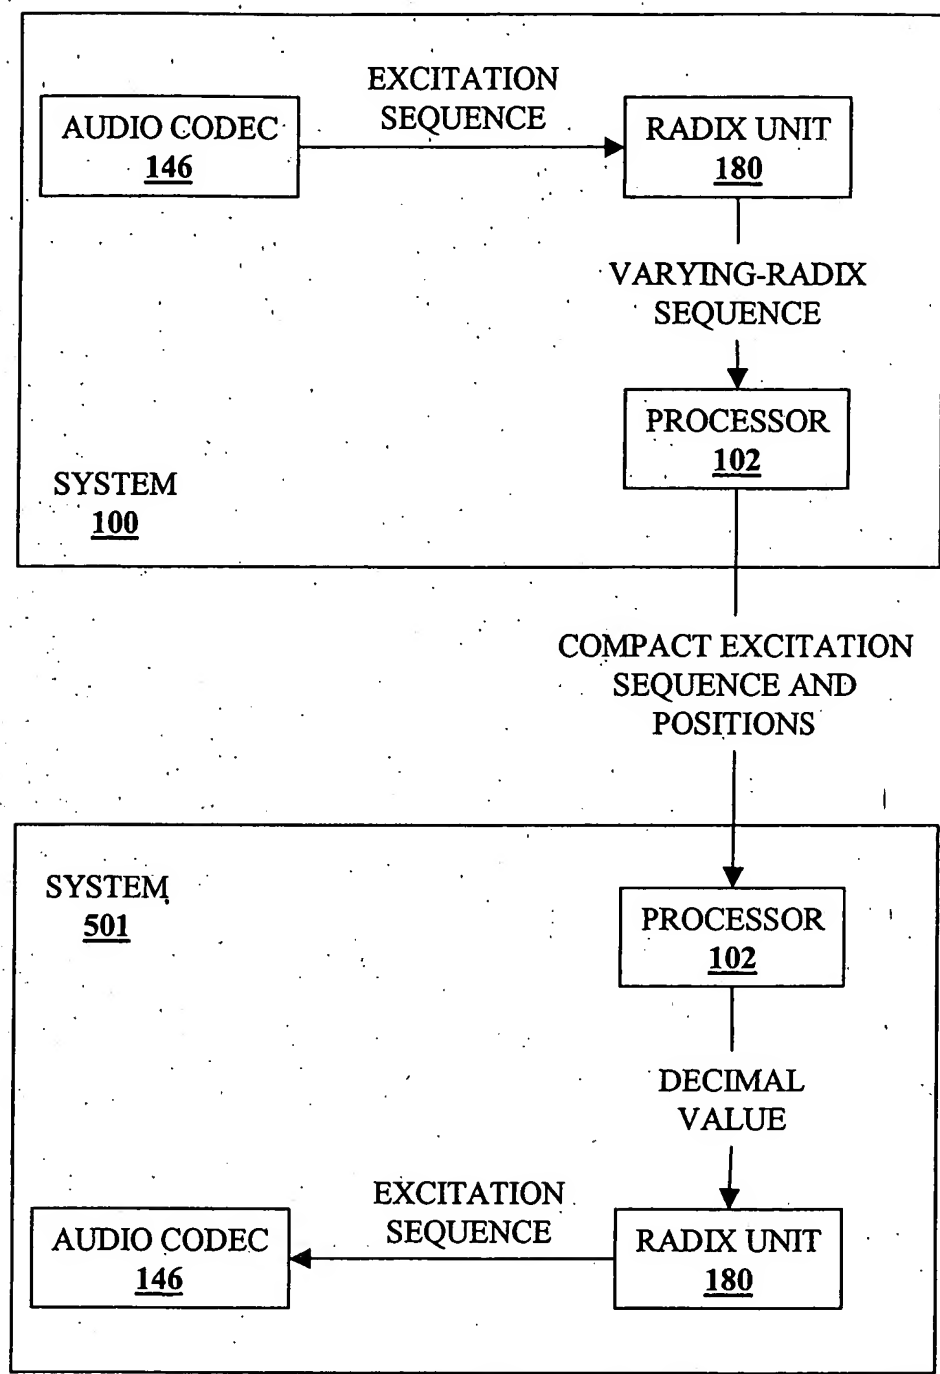 EXCITATION
SEQUENCE
AUDIO CODEC
146
RADIX UNIT
180
VARYING-RADIX
SEQUENCE
PROCESSOR
102
SYSTEM
100
COMPACT EXCITATION
SEQUENCE AND
POSITIONS
SYSTEM
501
PROCESSOR
102
DECIMAL
VALUE
EXCITATION
SEQUENCE
AUDIO CODEC
146
RADIX UNIT
180